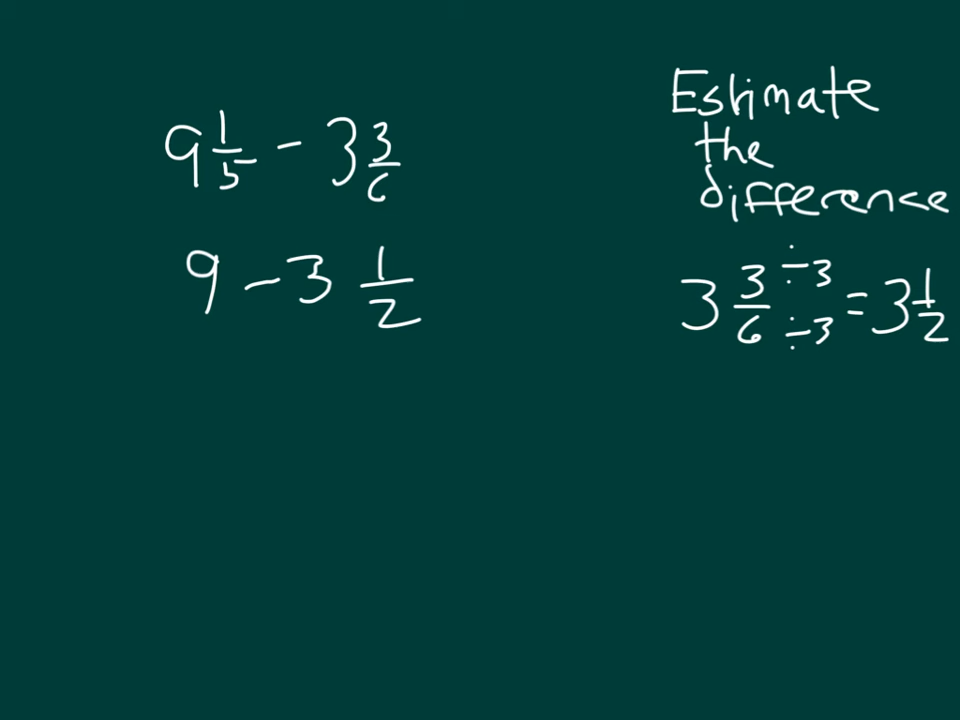 9 1/5 - 3 3/6
9 - 3 1/2
Estimate
the
difference
3 3/6 ÷3/÷3 = 3 1/2